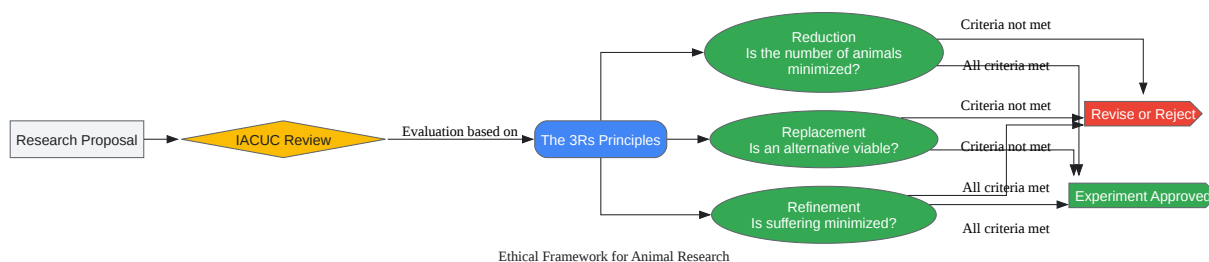 Research Proposal
IACUC Review
Evaluation based on
The 3Rs Principles
Reduction
Is the number of animals
minimized?
Replacement
Is an alternative viable?
Refinement
Is suffering minimized?
Criteria not met
All criteria met
Criteria not met
Criteria not met
All criteria met
All criteria met
Revise or Reject
Experiment Approved
Ethical Framework for Animal Research